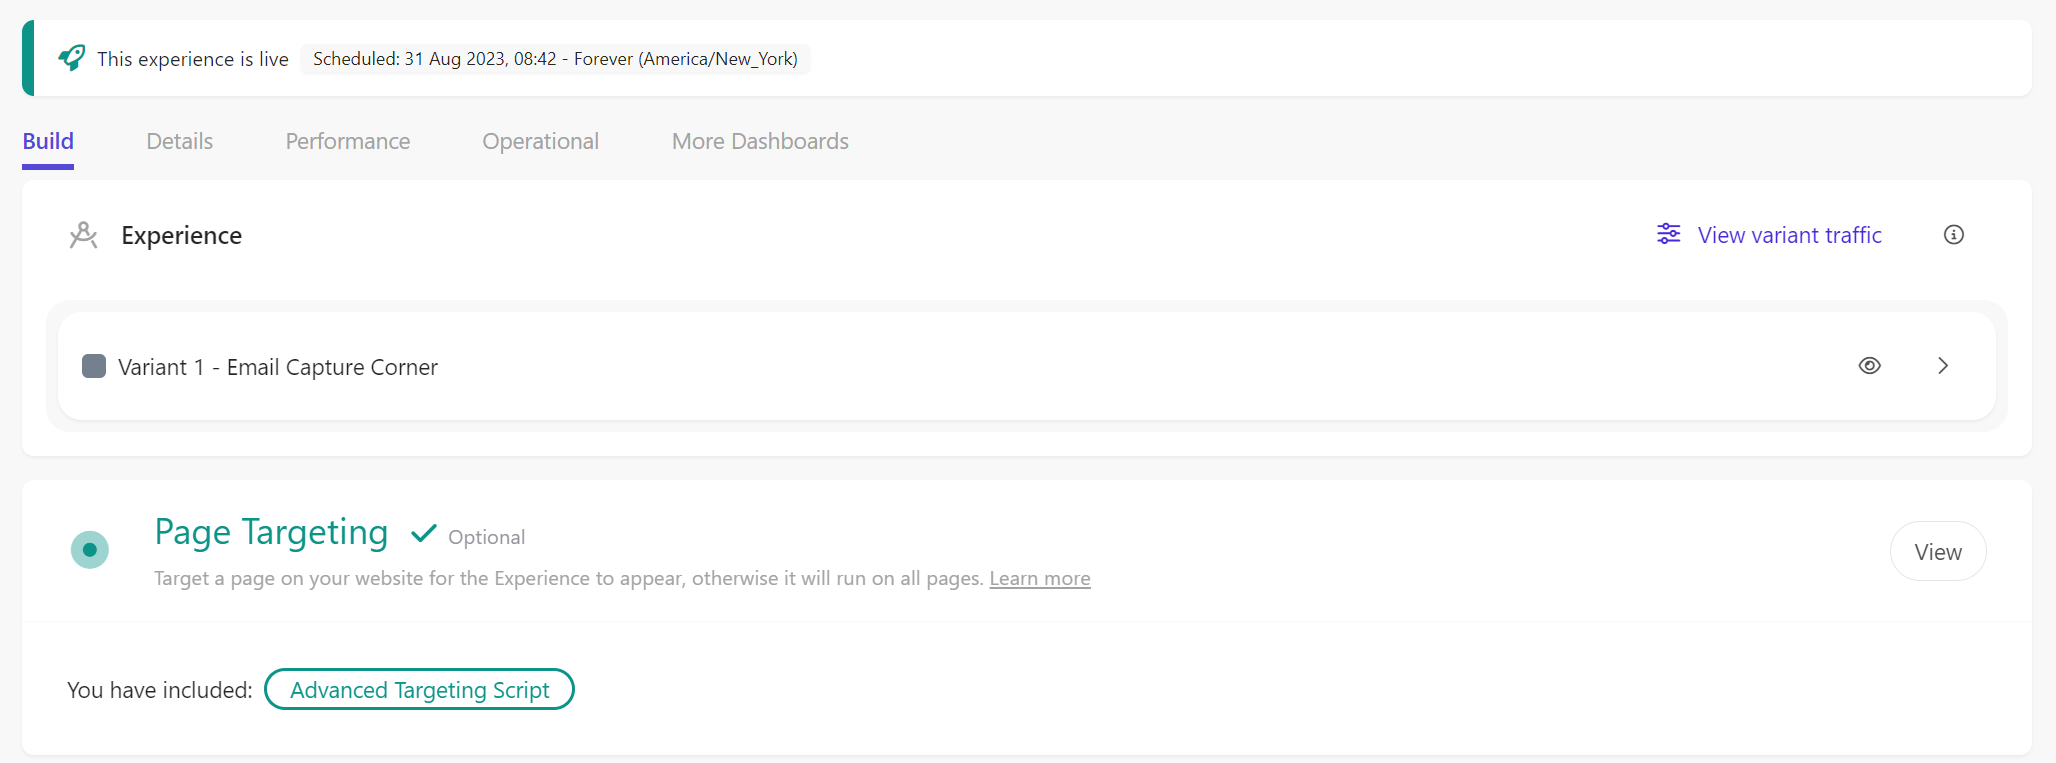 This experience is live Scheduled: 31 Aug 2023, 08:42 - Forever (America/New_York)
Build Details Performance Operational More Dashboards
Experience View variant traffic
Variant 1 - Email Capture Corner
Page Targeting Optional
View
Target a page on your website for the Experience to appear, otherwise it will run on all pages. Learn more
You have included: Advanced Targeting Script